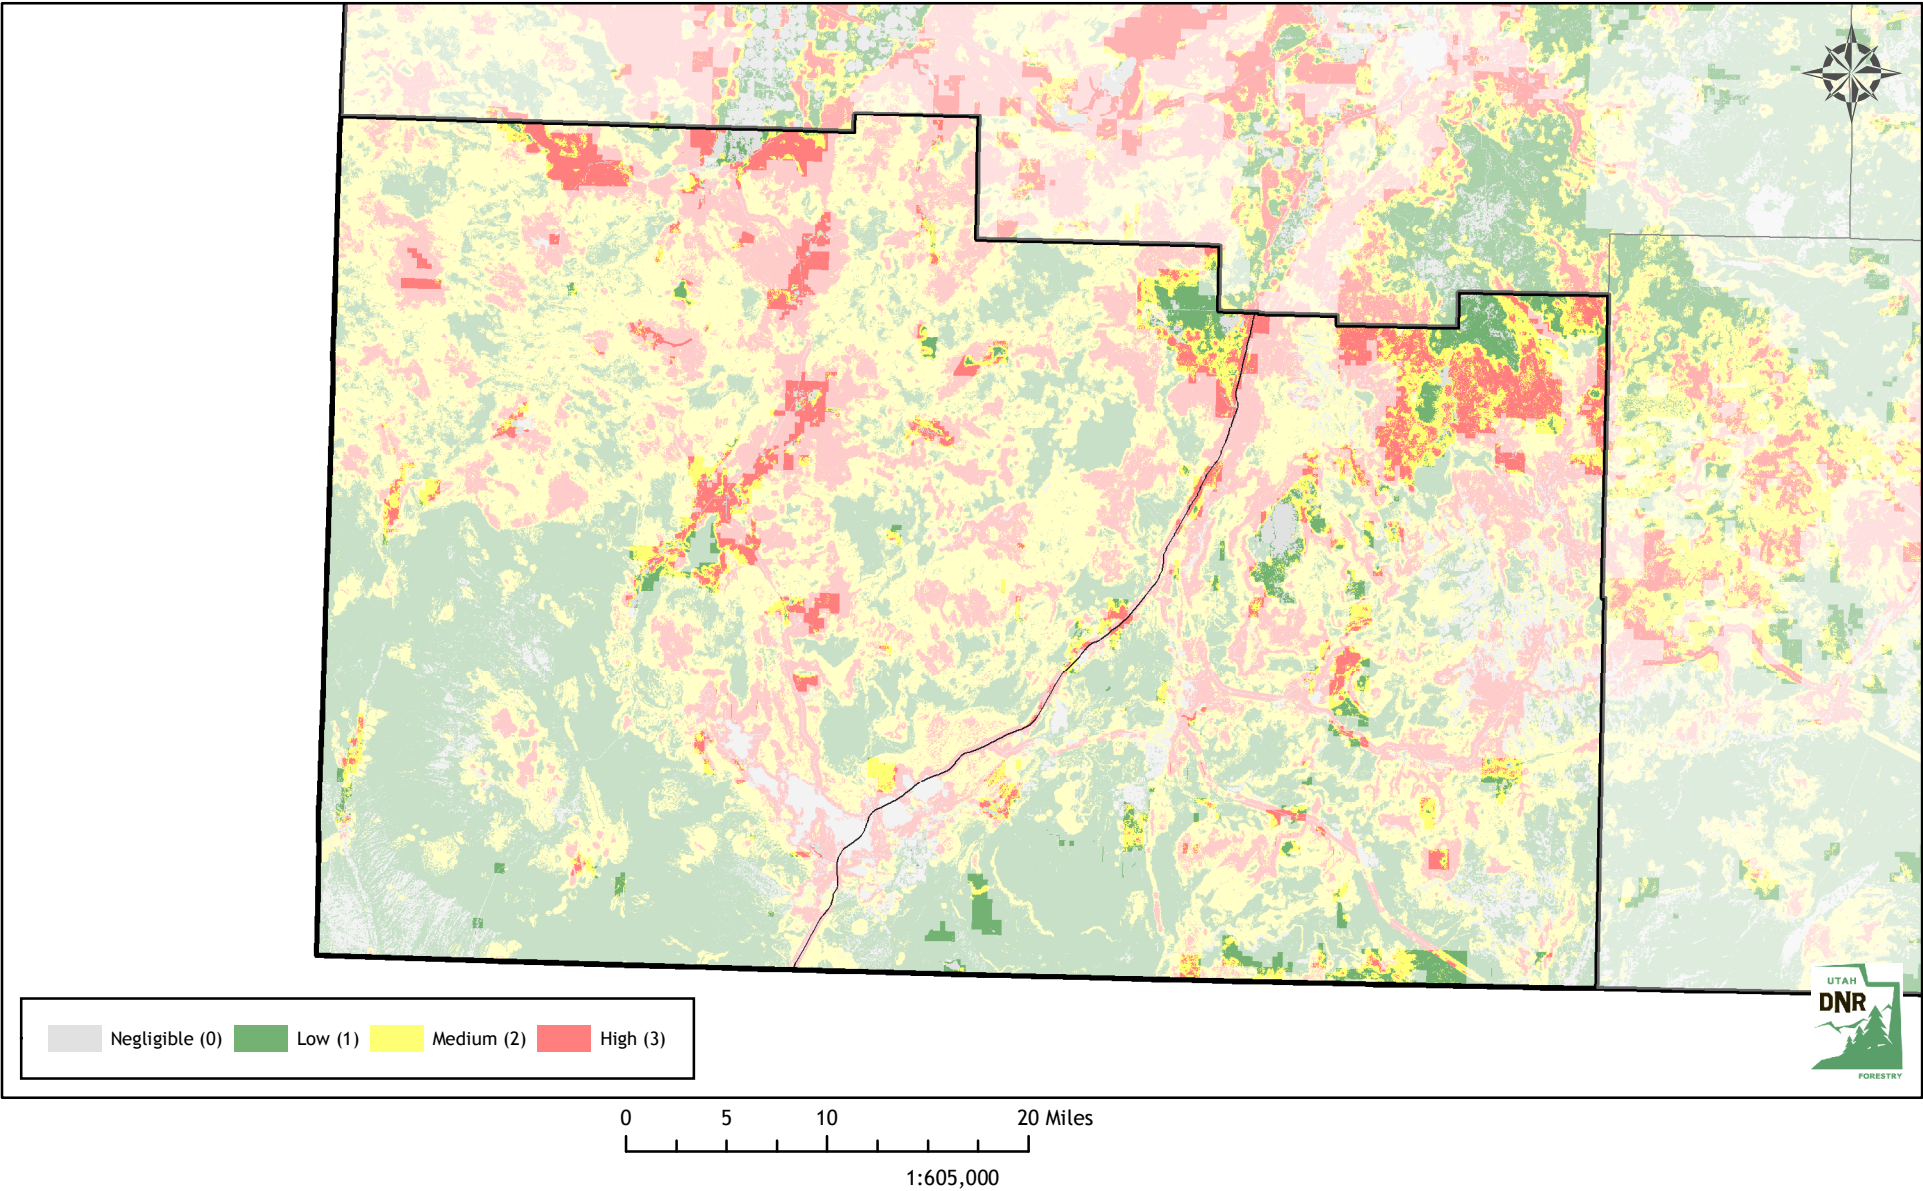 UTAH
DNR
FORESTRY
Negligible (0) Low (1) Medium (2) High (3)
0 5 10 20 Miles
1:605,000